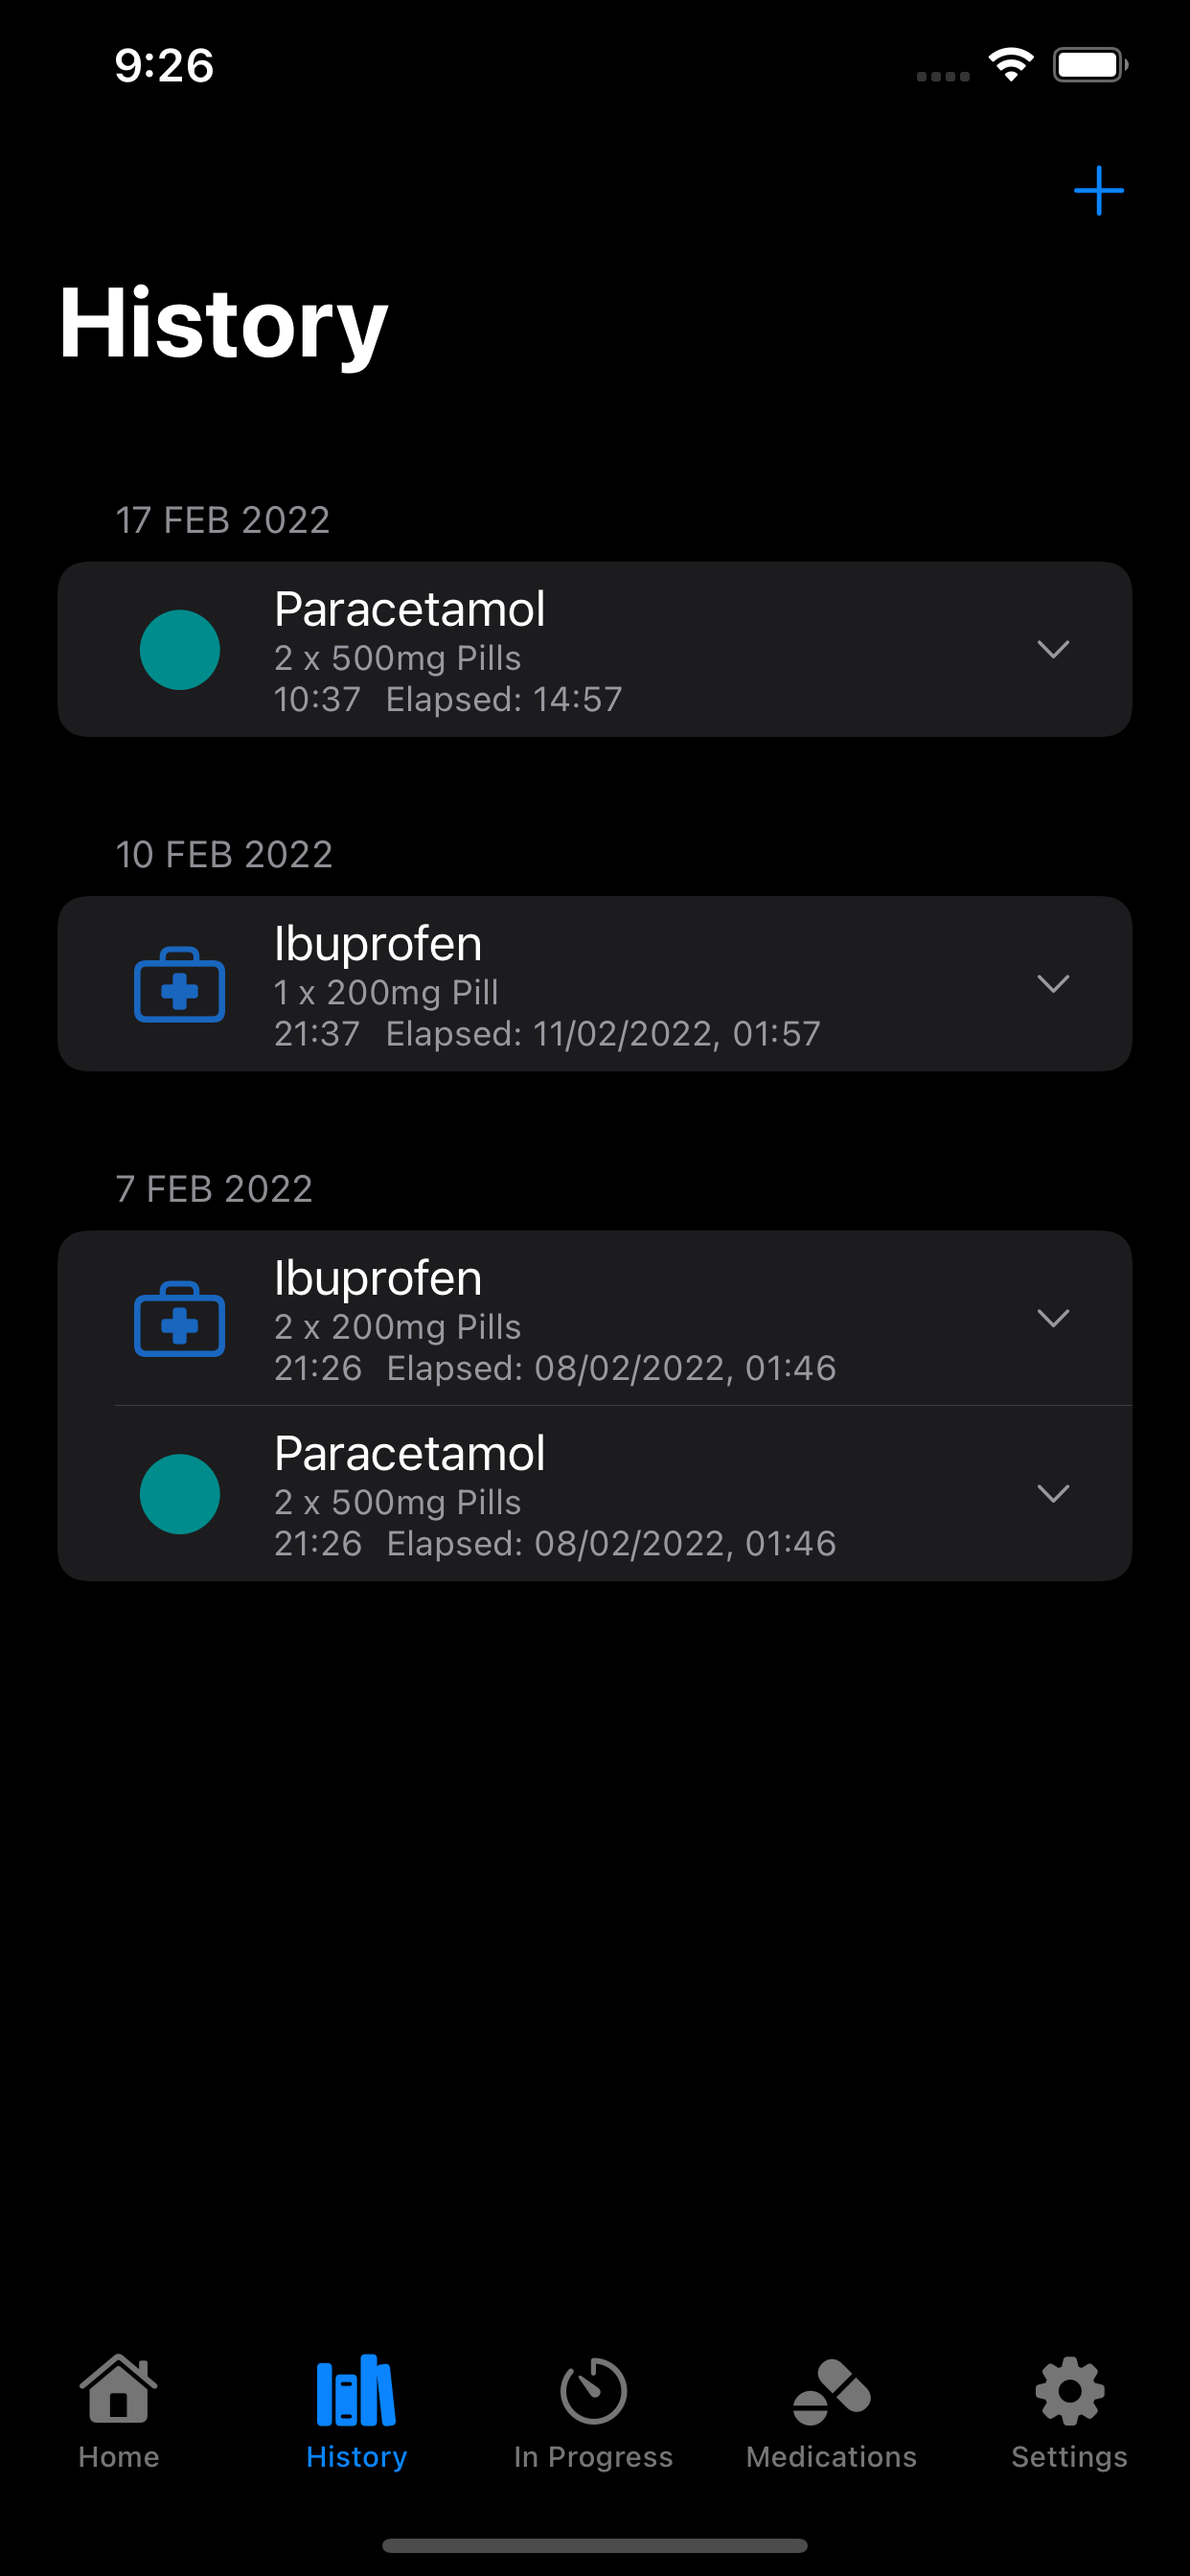 9:26
History
17 FEB 2022
Paracetamol
2 x 500mg Pills
10:37 Elapsed: 14:57
10 FEB 2022
Ibuprofen
1 x 200mg Pill
21:37 Elapsed: 11/02/2022, 01:57
7 FEB 2022
Ibuprofen
2 x 200mg Pills
21:26 Elapsed: 08/02/2022, 01:46
Paracetamol
2 x 500mg Pills
21:26 Elapsed: 08/02/2022, 01:46
Home History In Progress Medications Settings